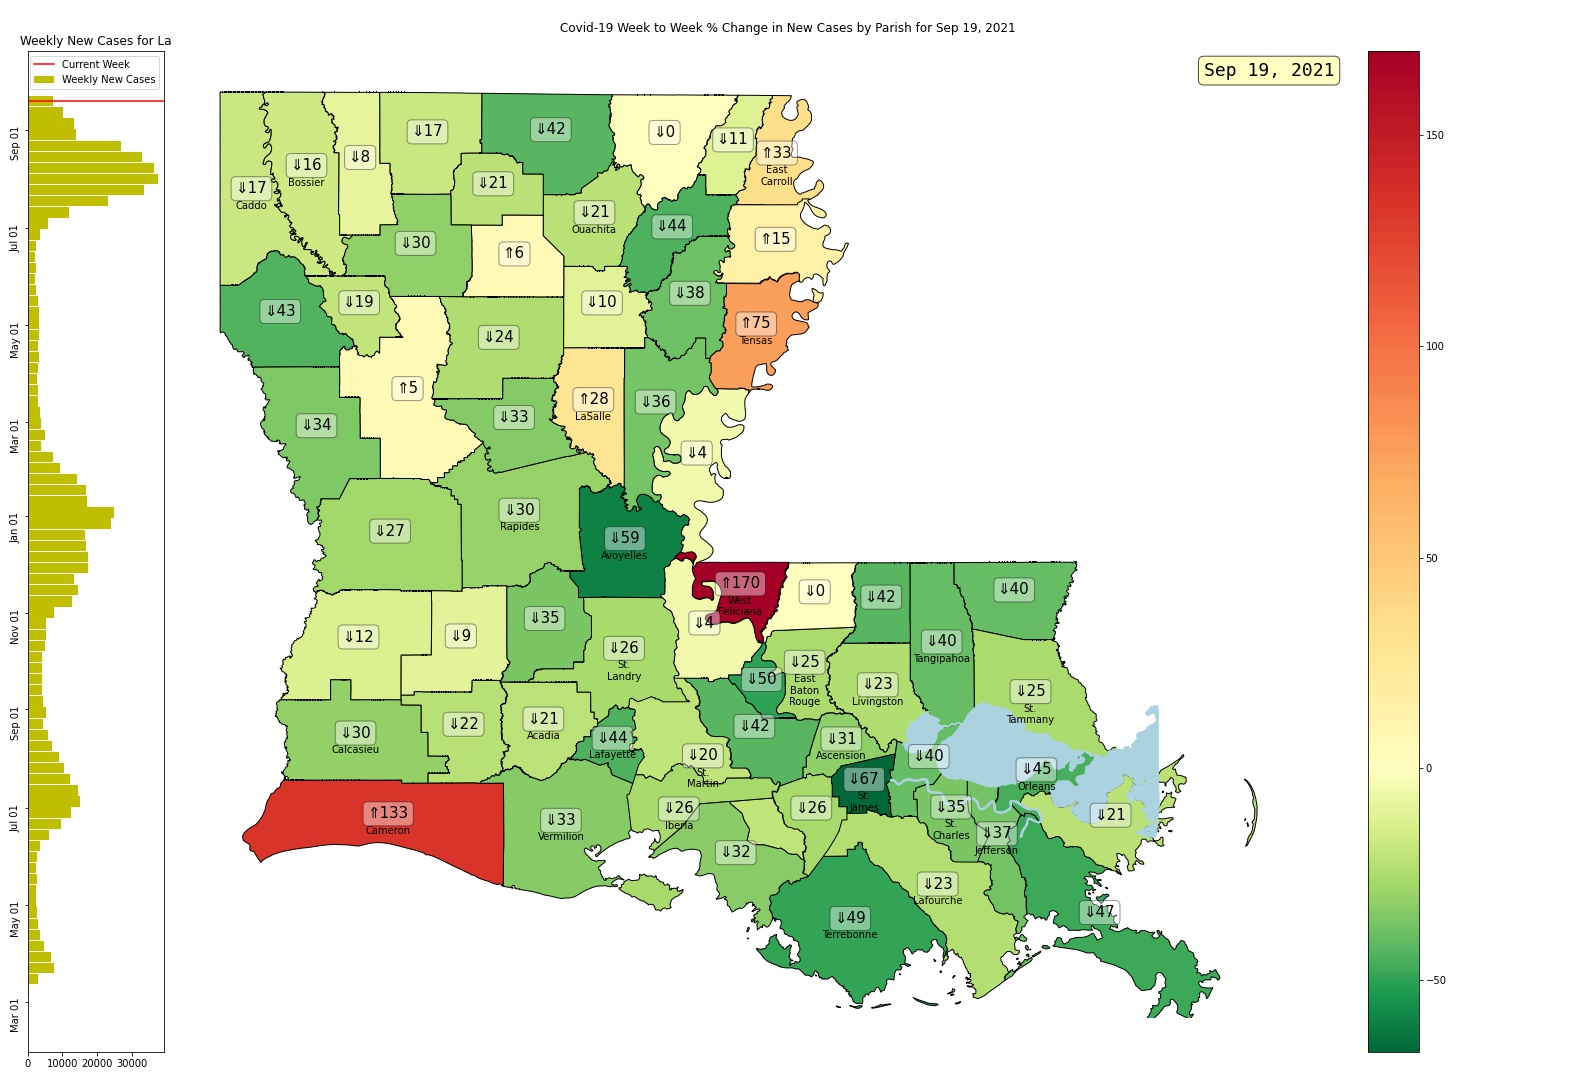 Covid-19 Week to Week % Change in New Cases by Parish for Sep 19, 2021
Weekly New Cases for La
Current Week
Weekly New Cases
Sep 01
Jul 01
May 01
Mar 01
Jan 01
Nov 01
Sep 01
Jul 01
May 01
Mar 01
0 10000 20000 30000
Sep 19, 2021
⇓17
Caddo
⇓16
Bossier
⇓8
⇓17
⇓42
⇓0
⇓11
⇑33
East
Carroll
⇓21
⇓21
Ouachita
⇓44
⇑15
⇓30
⇑6
⇓43
⇓19
⇓10
⇓38
⇑75
Tensas
⇓24
⇑5
⇑28
LaSalle
⇓36
⇓34
⇓33
⇓4
⇓27
⇓30
Rapides
⇓59
Avoyelles
⇑170
West
Feliciana
⇓0
⇓42
⇓40
⇓12
⇓9
⇓35
⇓4
⇓26
St.
Landry
⇓40
Tangipahoa
⇓50
⇓25
East
Baton
Rouge
⇓23
Livingston
⇓25
St.
Tammany
⇓30
Calcasieu
⇓22
⇓21
Acadia
⇓44
Lafayette
⇓42
⇓31
Ascension
⇓20
St.
Martin
⇓40
⇓45
Orleans
⇓67
St.
James
⇑133
Cameron
⇓33
Vermilion
⇓26
Iberia
⇓26
⇓35
St.
Charles
⇓21
⇓37
Jefferson
⇓32
⇓23
Lafourche
⇓49
Terrebonne
⇓47
150
100
50
0
−50